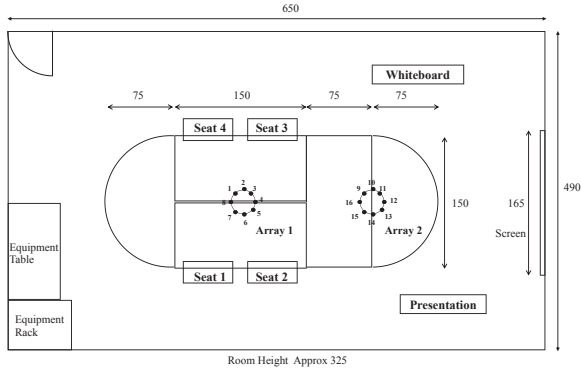 650
Whiteboard
75
150
75
75
Seat 4
Seat 3
490
10
2
9
11
1
3
8
4
16
12
7
5
15
13
6
14
Array 1
Array 2
150
165
Screen
Equipment
Table
Seat 1
Seat 2
Presentation
Equipment
Rack
Room Height Approx 325